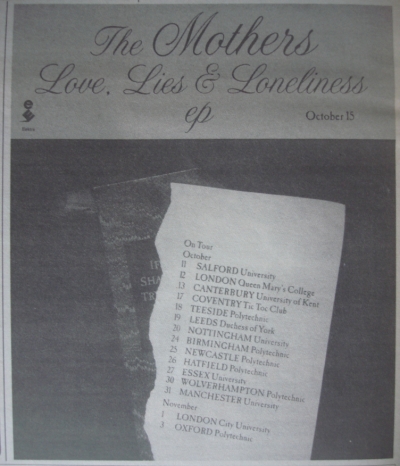 The Mothers
Love, Lies & Loneliness
ep
October 15
On Tour
October
11 SALFORD University
12 LONDON Queen Mary's College
13 CANTERBURY University of Kent
17 COVENTRY Tic Toc Club
18 TEESIDE Polytechnic
19 LEEDS Duchess of York
20 NOTTINGHAM University
24 BIRMINGHAM Polytechnic
25 NEWCASTLE Polytechnic
26 HATFIELD Polytechnic
27 ESSEX University
30 WOLVERHAMPTON Polytechnic
31 MANCHESTER University
November
1 LONDON City University
3 OXFORD Polytechnic